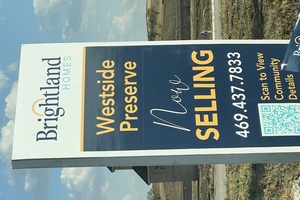 Brightland
HOMES
Westside
Preserve
Now
SELLING
469.437.7833
Scan to View
Community
Details